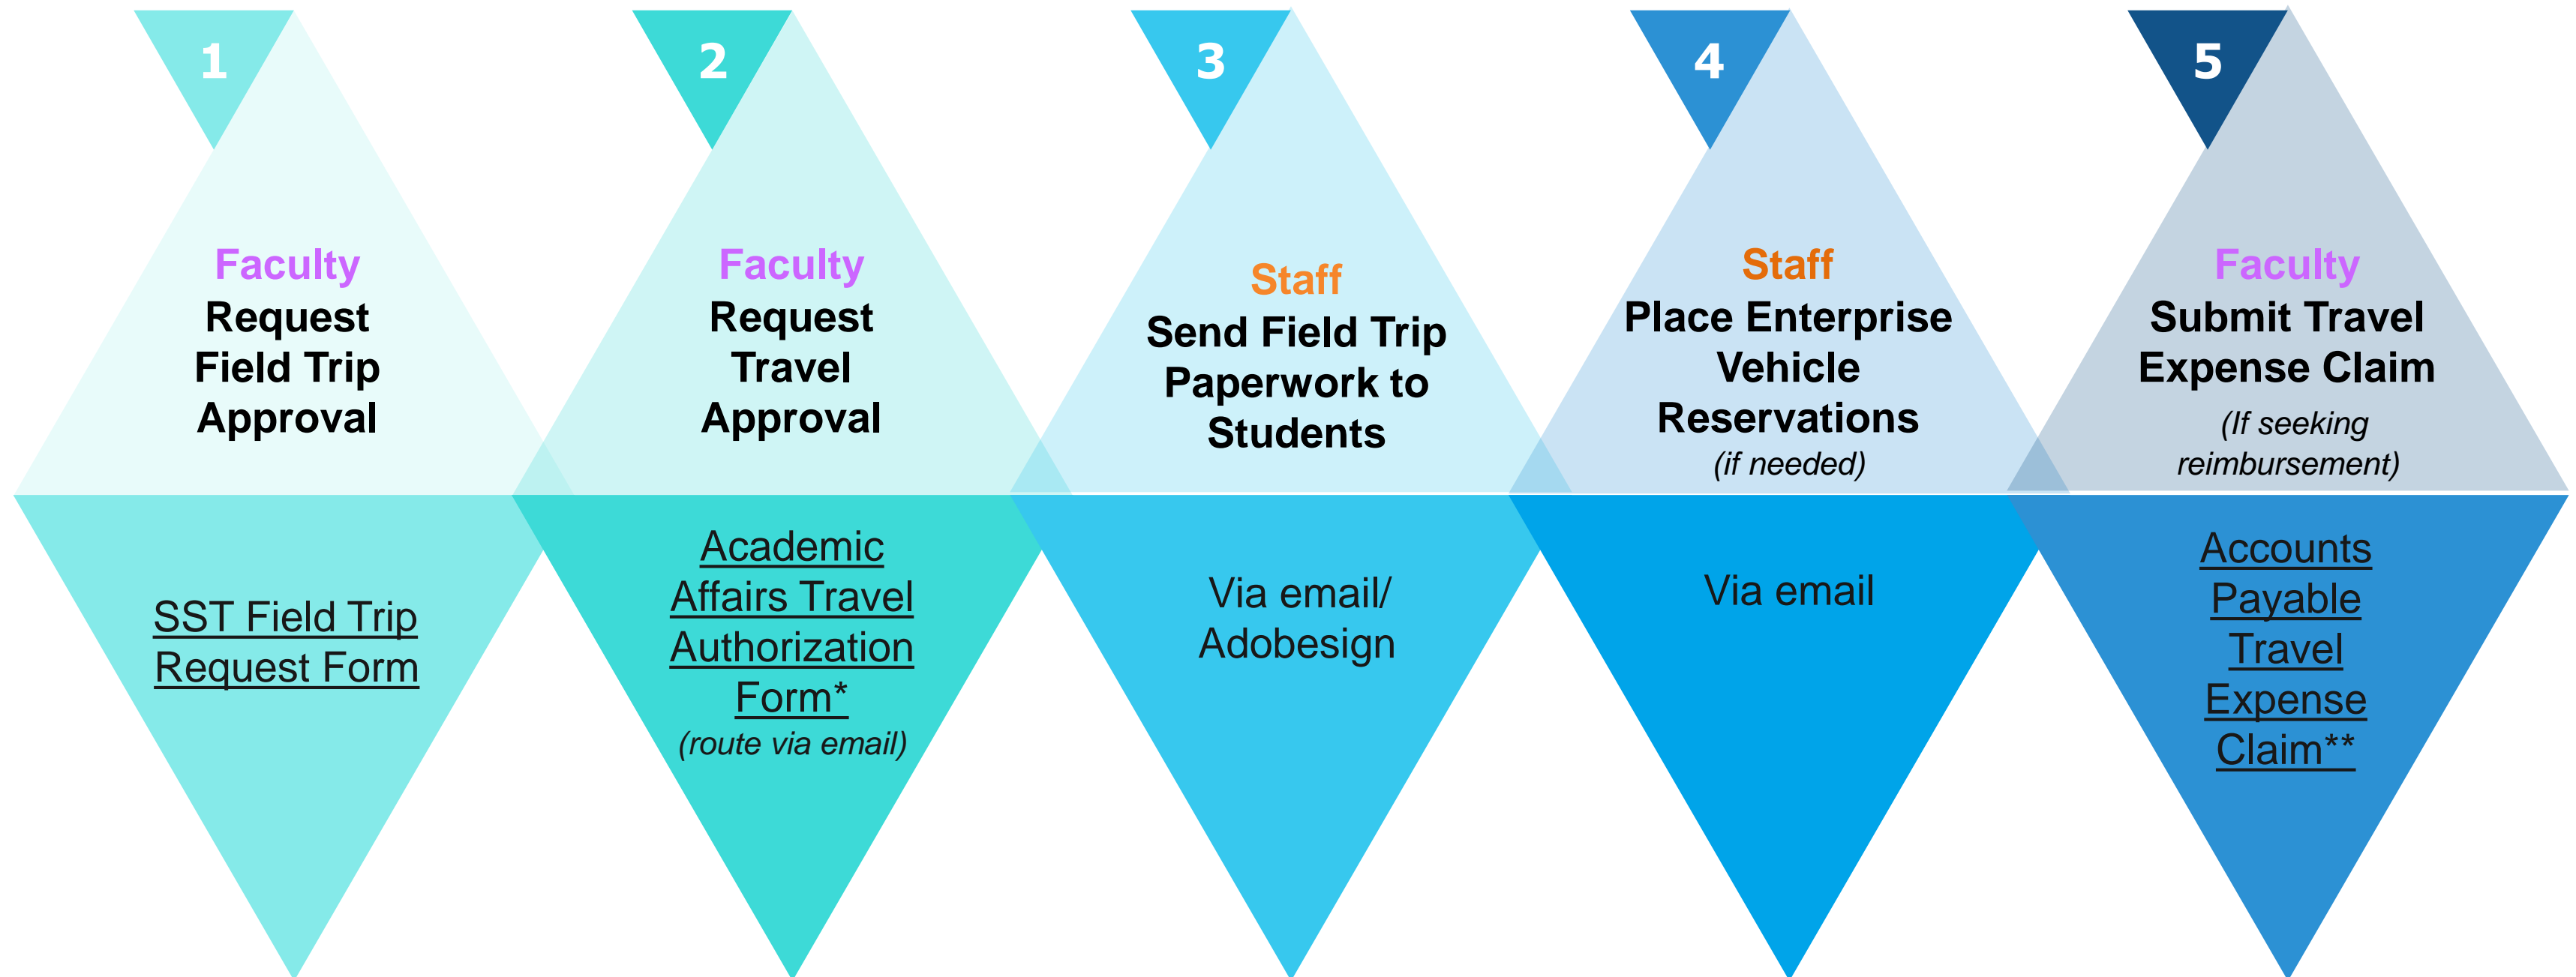 1
Faculty
Request
Field Trip
Approval
SST Field Trip
Request Form
2
Faculty
Request
Travel
Approval
Academic
Affairs Travel
Authorization
Form*
(route via email)
3
Staff
Send Field Trip
Paperwork to
Students
Via email/
Adobesign
4
Staff
Place Enterprise
Vehicle
Reservations
(if needed)
Via email
5
Faculty
Submit Travel
Expense Claim
(If seeking
reimbursement)
Accounts
Payable
Travel
Expense
Claim**